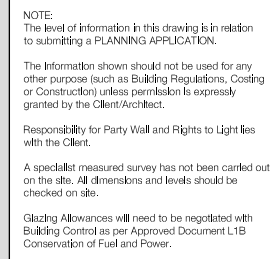 NOTE:
The level of information in this drawing is in relation
to submitting a PLANNING APPLICATION.
The information shown should not be used for any
other purpose (such as Building Regulations, Costing
or Construction) unless permission is expressly
granted by the Client/Architect.
Responsibility for Party Wall and Rights to Light lies
with the Client.
A specialist measured survey has not been carried out
on the site. All dimensions and levels should be
checked on site.
Glazing Allowances will need to be negotiated with
Building Control as per Approved Document L1B
Conservation of Fuel and Power.